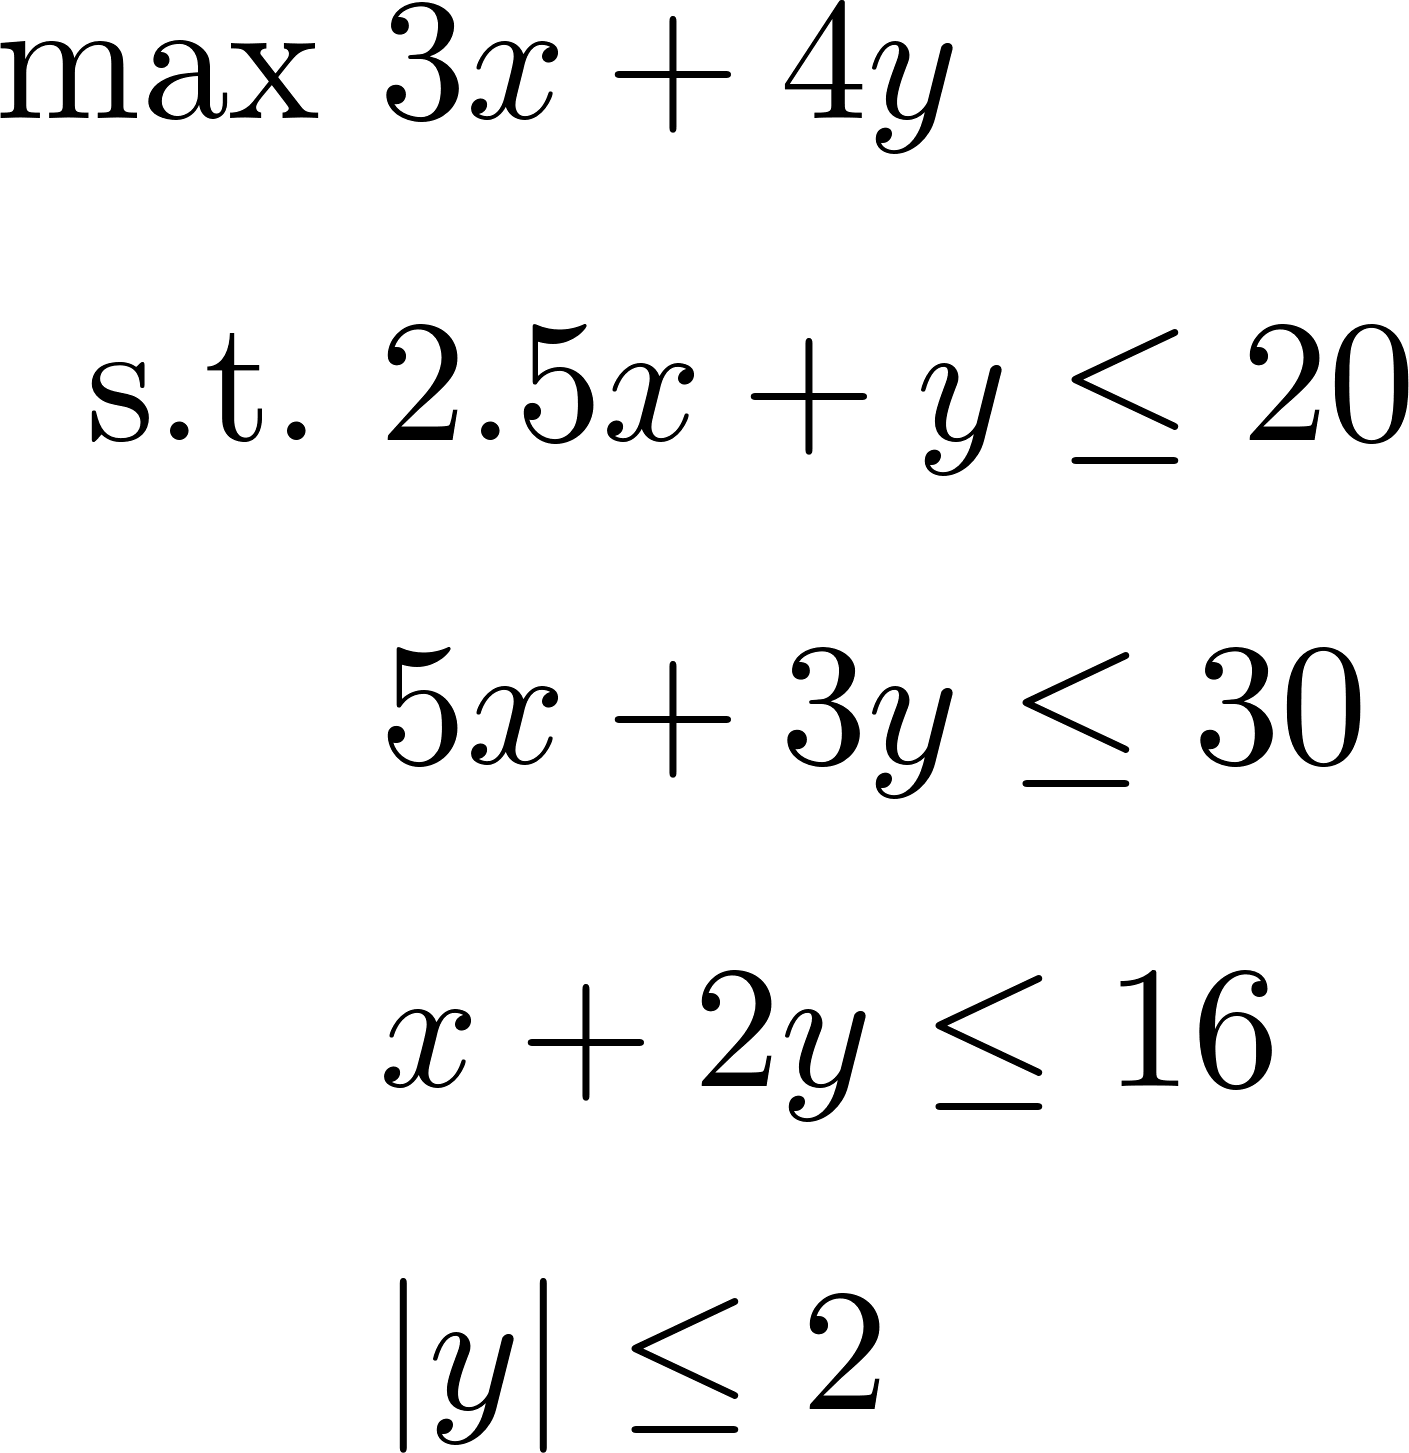 max 3x + 4y
s.t. 2.5x + y ≤ 20
5x + 3y ≤ 30
x + 2y ≤ 16
|y| ≤ 2